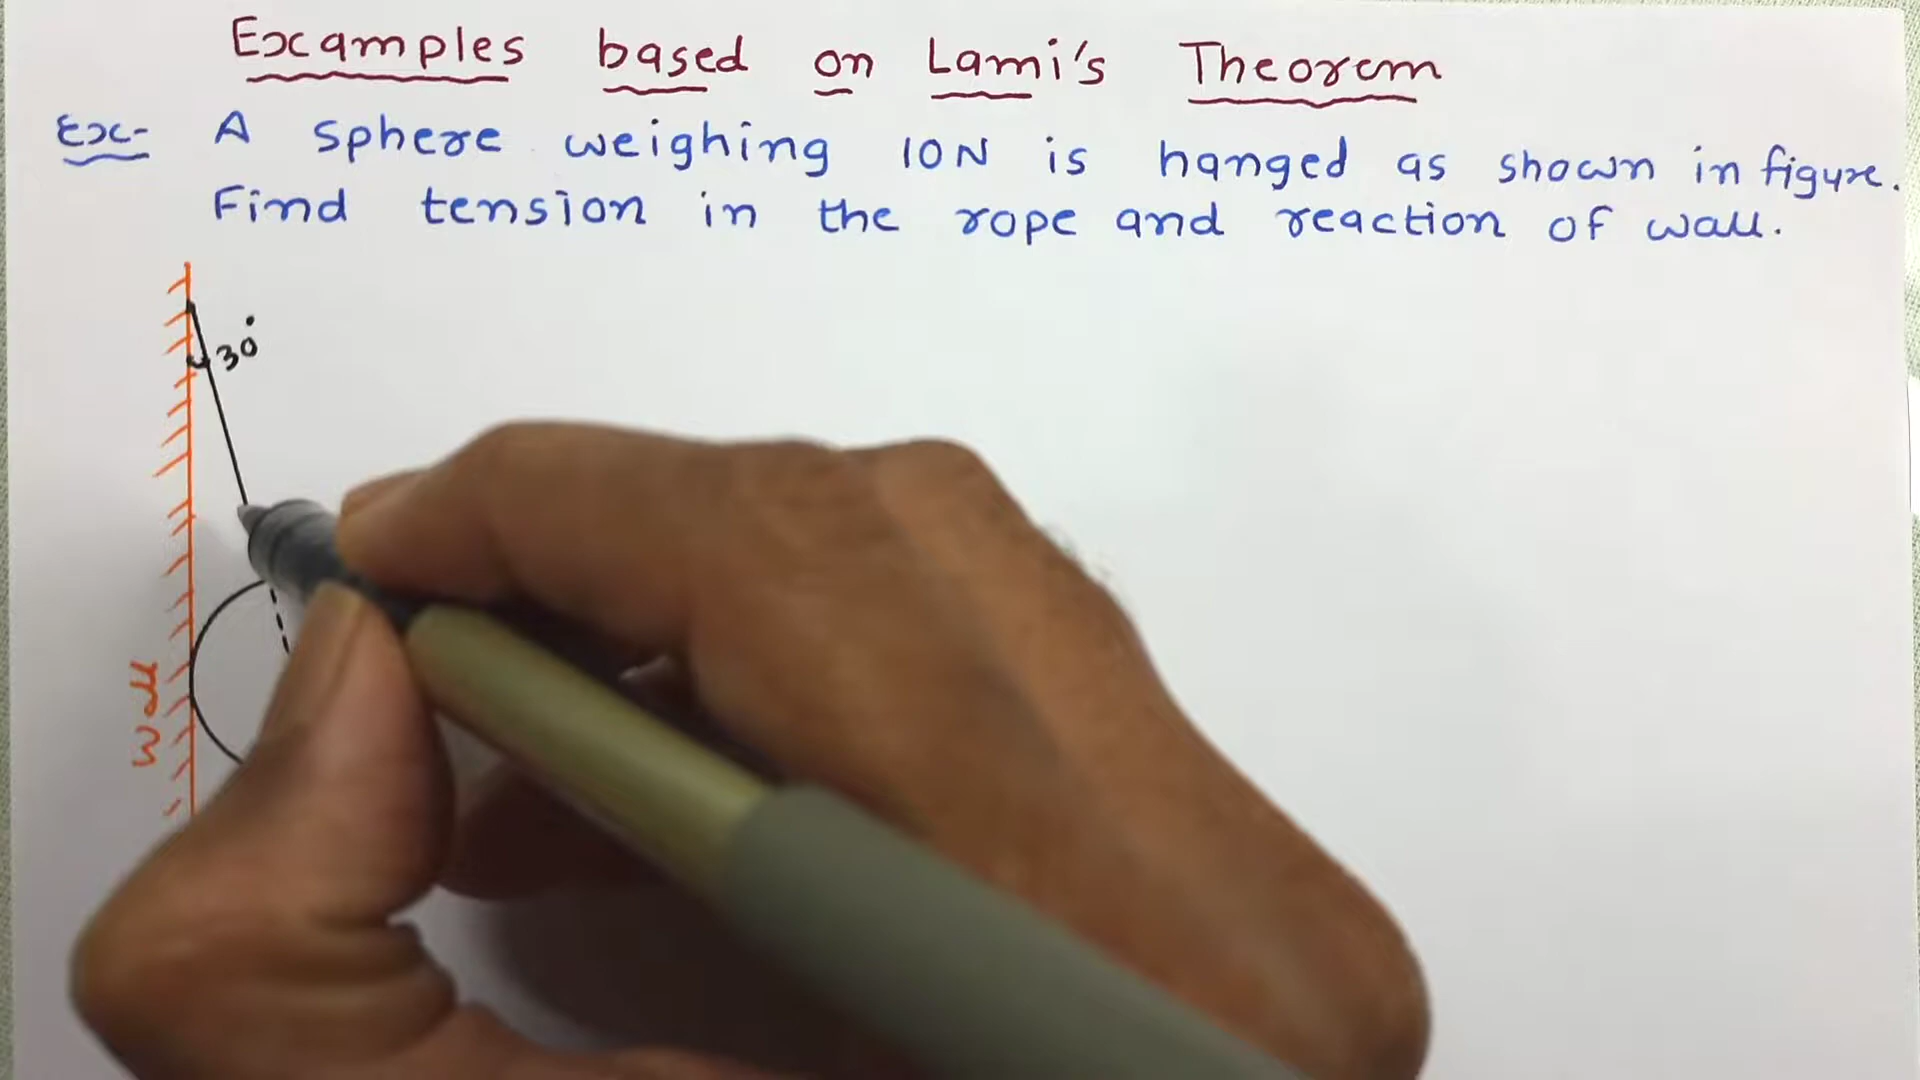 Examples based on Lami's Theorem
Ex- A sphere weighing 10N is hanged as shown in figure.
Find tension in the rope and reaction of wall.
30°
Wall